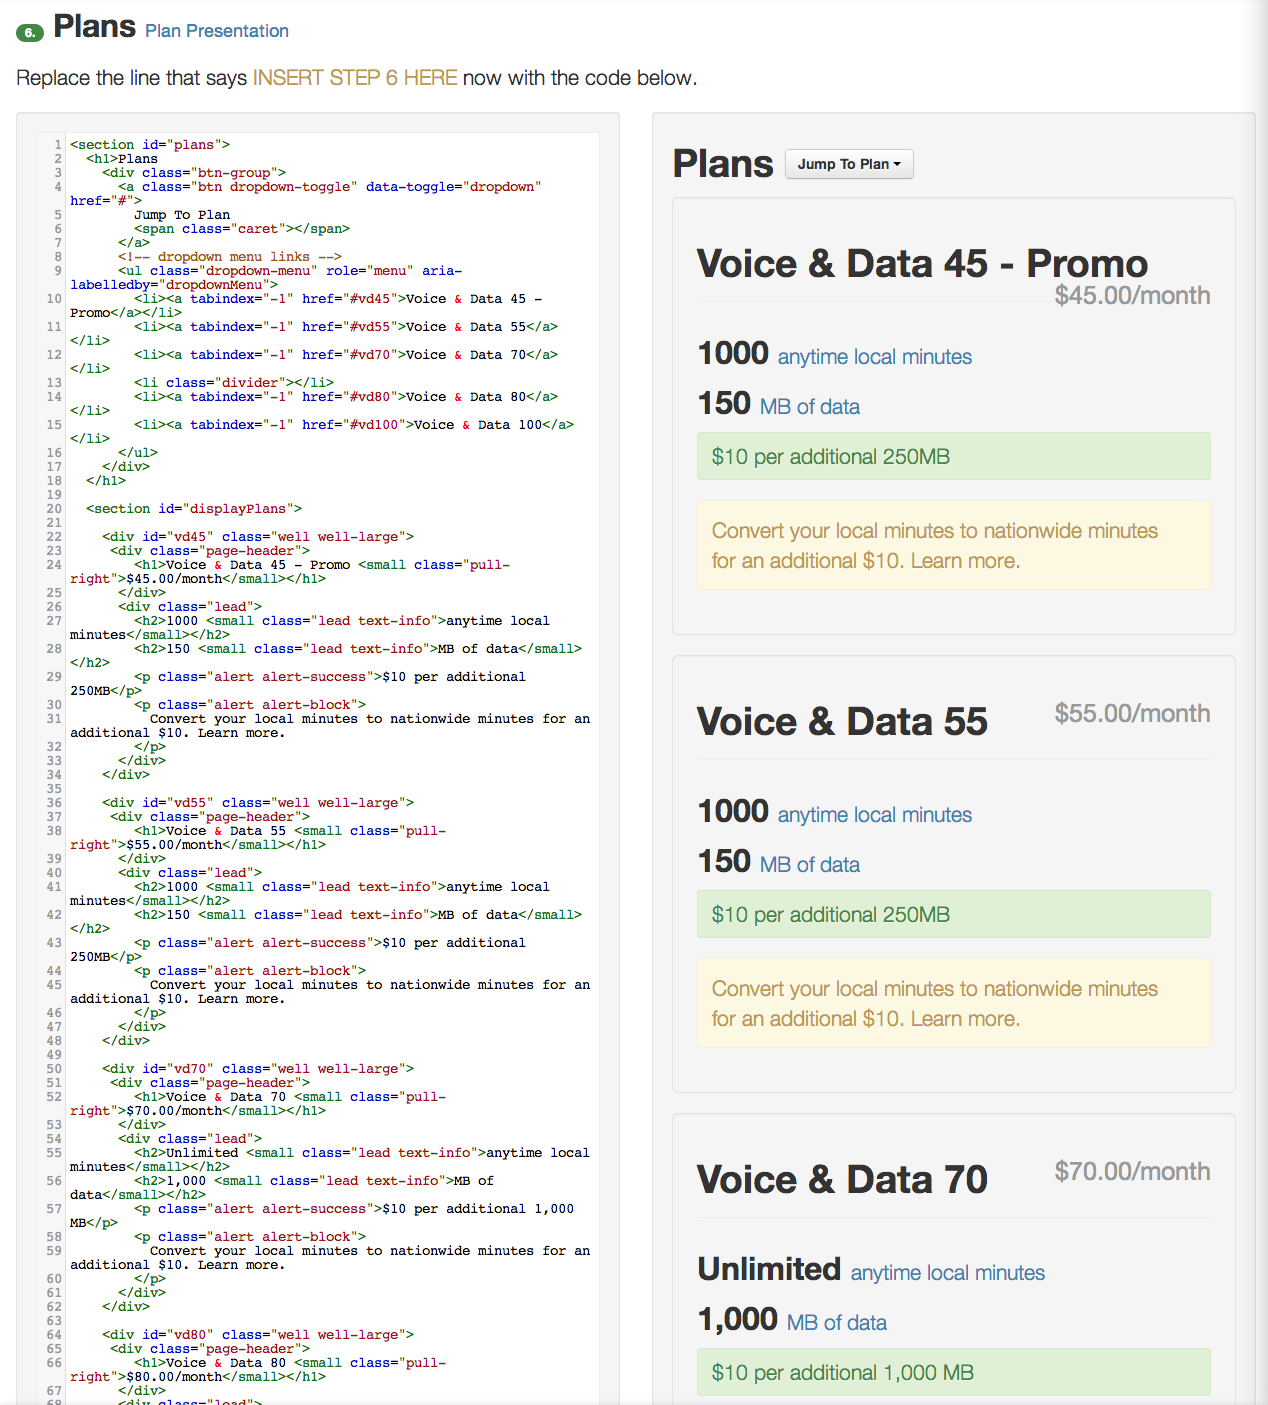 6. Plans Plan Presentation
Replace the line that says INSERT STEP 6 HERE now with the code below.
1 <section id="plans">
2 <h1>Plans
3 <div class="btn-group">
4 <a class="btn dropdown-toggle" data-toggle="dropdown"
href="#">
5 Jump To Plan
6 <span class="caret"></span>
7 </a>
8 <!-- dropdown menu links -->
9 <ul class="dropdown-menu" role="menu" aria-
labelledby="dropdownMenu">
10 <li><a tabindex="-1" href="#vd45">Voice & Data 45 -
Promo</a></li>
11 <li><a tabindex="-1" href="#vd55">Voice & Data 55</a>
</li>
12 <li><a tabindex="-1" href="#vd70">Voice & Data 70</a>
</li>
13 <li class="divider"></li>
14 <li><a tabindex="-1" href="#vd80">Voice & Data 80</a>
</li>
15 <li><a tabindex="-1" href="#vd100">Voice & Data 100</a>
</li>
16 </ul>
17 </div>
18 </h1>
19
20 <section id="displayPlans">
21
22 <div id="vd45" class="well well-large">
23 <div class="page-header">
24 <h1>Voice & Data 45 - Promo <small class="pull-
right">$45.00/month</small></h1>
25 </div>
26 <div class="lead">
27 <h2>1000 <small class="lead text-info">anytime local
minutes</small></h2>
28 <h2>150 <small class="lead text-info">MB of data</small>
</h2>
29 <p class="alert alert-success">$10 per additional
250MB</p>
30 <p class="alert alert-block">
31 Convert your local minutes to nationwide minutes for an
additional $10. Learn more.
32 </p>
33 </div>
34 </div>
35
36 <div id="vd55" class="well well-large">
37 <div class="page-header">
38 <h1>Voice & Data 55 <small class="pull-
right">$55.00/month</small></h1>
39 </div>
40 <div class="lead">
41 <h2>1000 <small class="lead text-info">anytime local
minutes</small></h2>
42 <h2>150 <small class="lead text-info">MB of data</small>
</h2>
43 <p class="alert alert-success">$10 per additional
250MB</p>
44 <p class="alert alert-block">
45 Convert your local minutes to nationwide minutes for an
additional $10. Learn more.
46 </p>
47 </div>
48 </div>
49
50 <div id="vd70" class="well well-large">
51 <div class="page-header">
52 <h1>Voice & Data 70 <small class="pull-
right">$70.00/month</small></h1>
53 </div>
54 <div class="lead">
55 <h2>Unlimited <small class="lead text-info">anytime local
minutes</small></h2>
56 <h2>1,000 <small class="lead text-info">MB of
data</small></h2>
57 <p class="alert alert-success">$10 per additional 1,000
MB</p>
58 <p class="alert alert-block">
59 Convert your local minutes to nationwide minutes for an
additional $10. Learn more.
60 </p>
61 </div>
62 </div>
63
64 <div id="vd80" class="well well-large">
65 <div class="page-header">
66 <h1>Voice & Data 80 <small class="pull-
right">$80.00/month</small></h1>
67 </div>
68 <div class="lead">
Plans Jump To Plan
Voice & Data 45 - Promo
$45.00/month
1000 anytime local minutes
150 MB of data
$10 per additional 250MB
Convert your local minutes to nationwide minutes
for an additional $10. Learn more.
Voice & Data 55 $55.00/month
1000 anytime local minutes
150 MB of data
$10 per additional 250MB
Convert your local minutes to nationwide minutes
for an additional $10. Learn more.
Voice & Data 70 $70.00/month
Unlimited anytime local minutes
1,000 MB of data
$10 per additional 1,000 MB